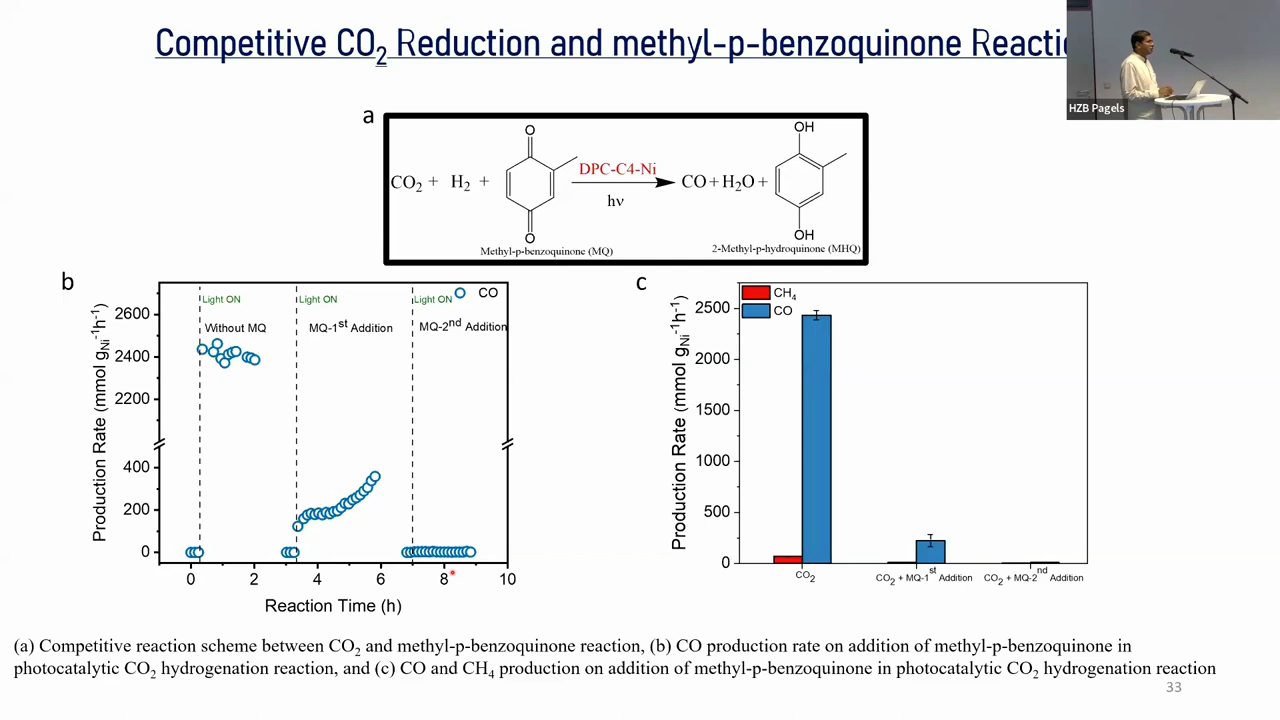 Competitive CO2 Reduction and methyl-p-benzoquinone Reactio
HZB Pagels
a
CO2 + H2 +
O
O
Methyl-p-benzoquinone (MQ)
DPC-C4-Ni
hν
CO+H2O+
OH
OH
2-Methyl-p-hydroquinone (MHQ)
b
Production Rate (mmol gNi-1h-1)
2600
2400
2200
400
200
0
Light ON
Without MQ
Light ON
MQ-1st Addition
Light ON
CO
MQ-2nd Addition
0 2 4 6 8 10
Reaction Time (h)
c
Production Rate (mmol gNi-1h-1)
2500
2000
1500
1000
500
0
CH4
CO
CO2
CO2 + MQ-1st Addition
CO2 + MQ-2nd Addition
(a) Competitive reaction scheme between CO2 and methyl-p-benzoquinone reaction, (b) CO production rate on addition of methyl-p-benzoquinone in
photocatalytic CO2 hydrogenation reaction, and (c) CO and CH4 production on addition of methyl-p-benzoquinone in photocatalytic CO2 hydrogenation reaction
33